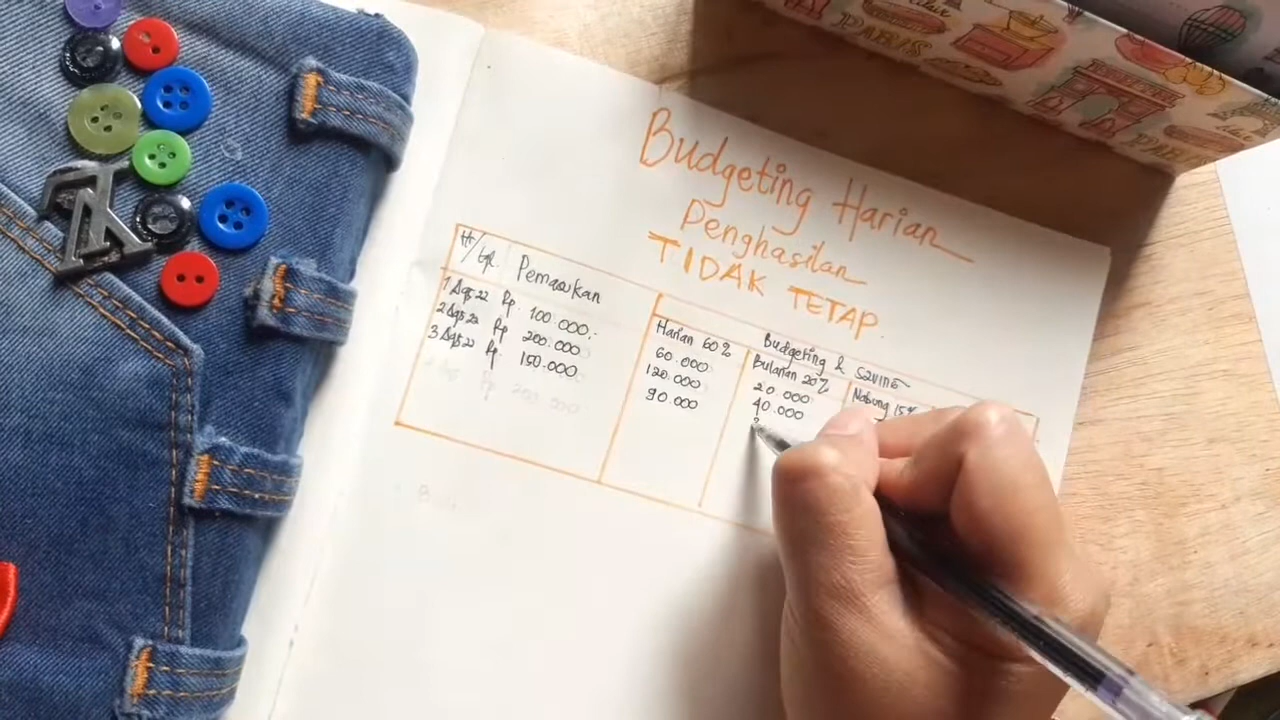 Budgeting Harian
Penghasilan
TIDAK TETAP
Hr/tgl. Pemasukan Budgeting & Saving
Harian 60% Bulanan 20% Nabung 15%
1 Ags 22 Rp. 100.000; 60.000 20.000
2 Ags 22 Rp 200.000 120.000 40.000
3 Ags 22 Rp. 150.000 90.000
PARIS